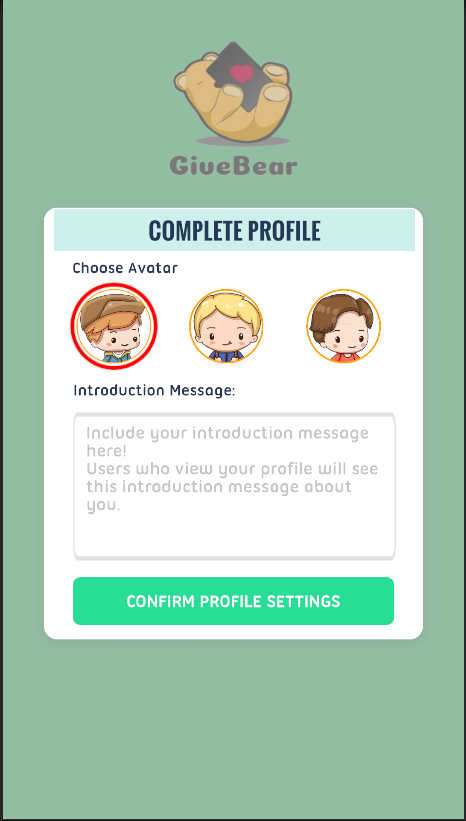 GiveBear
COMPLETE PROFILE
Choose Avatar
Introduction Message:
Include your introduction message
here!
Users who view your profile will see
this introduction message about
you.
CONFIRM PROFILE SETTINGS